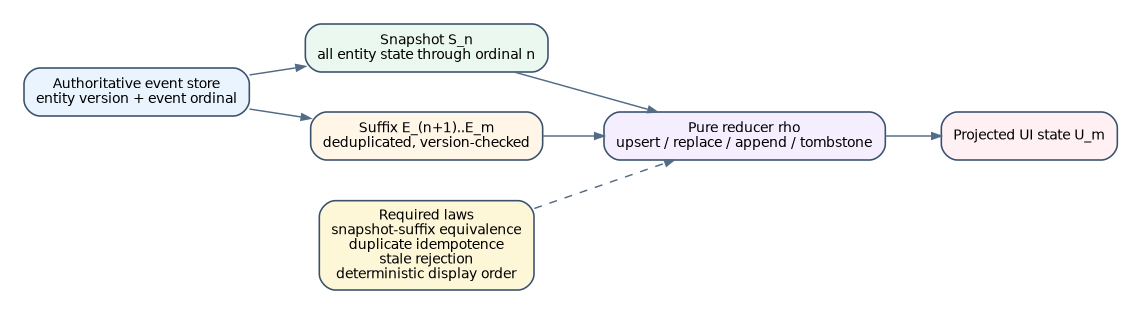 Authoritative event store
entity version + event ordinal
Snapshot S_n
all entity state through ordinal n
Suffix E_(n+1)..E_m
deduplicated, version-checked
Required laws
snapshot-suffix equivalence
duplicate idempotence
stale rejection
deterministic display order
Pure reducer rho
upsert / replace / append / tombstone
Projected UI state U_m